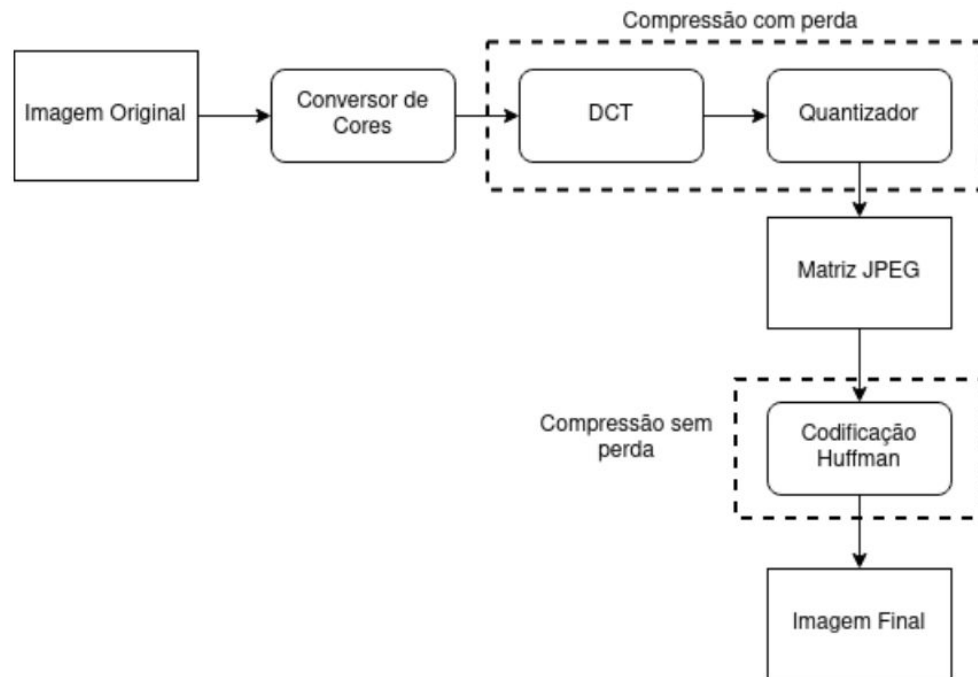 Compressão com perda
Imagem Original
Conversor de
Cores
DCT
Quantizador
Matriz JPEG
Compressão sem
perda
Codificação
Huffman
Imagem Final